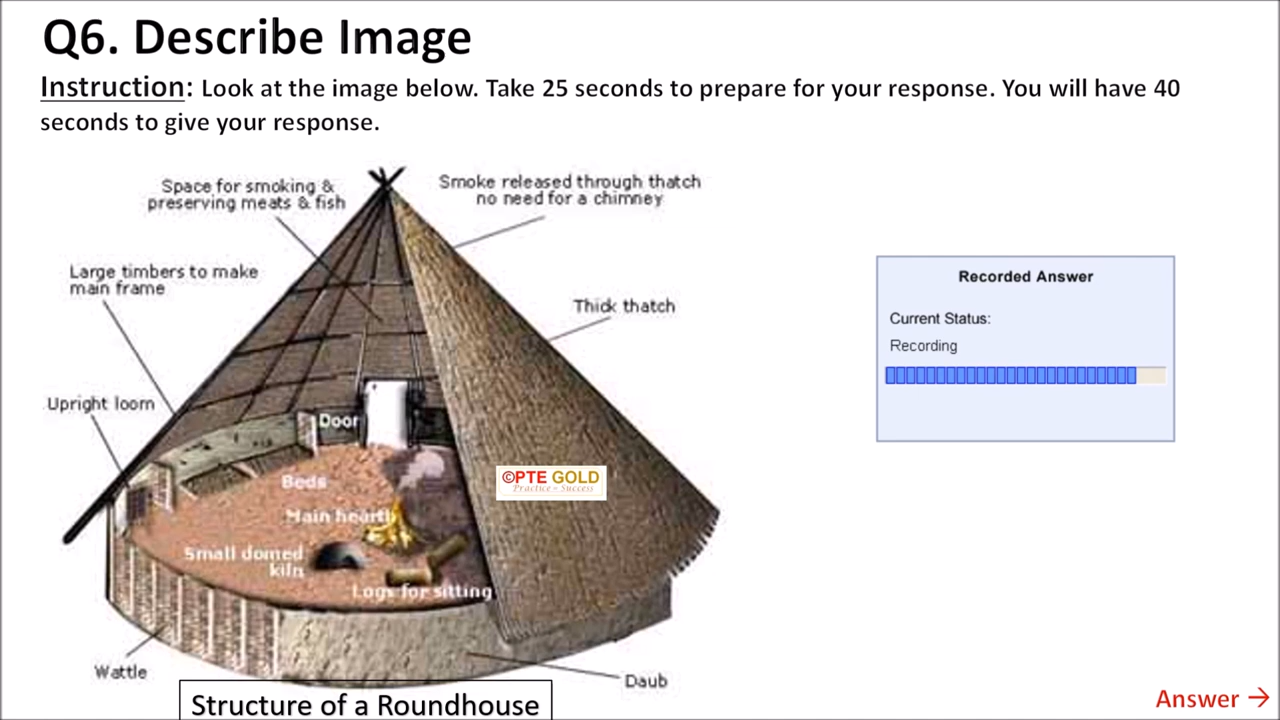 Q6. Describe Image
Instruction: Look at the image below. Take 25 seconds to prepare for your response. You will have 40
seconds to give your response.
Space for smoking &
preserving meats & fish
Smoke released through thatch
no need for a chimney
Large timbers to make
main frame
Thick thatch
Upright loom
Door
Beds
Main hearth
Small domed
kiln
Logs for sitting
Wattle
Daub
©PTE GOLD
Practice - Success
Structure of a Roundhouse
Recorded Answer
Current Status:
Recording
Answer →